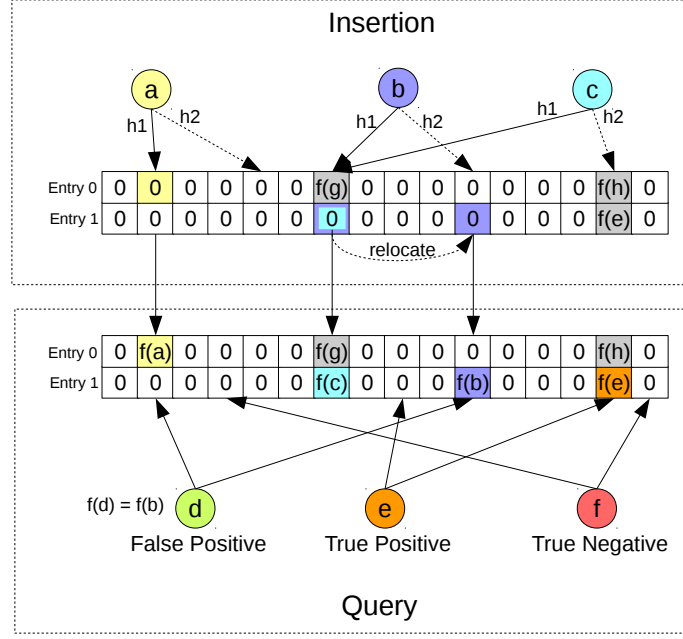 Insertion
a b c
h1 h2 h1 h2 h1 h2
Entry 0 0 0 0 0 0 0 f(g) 0 0 0 0 0 0 0 f(h) 0
Entry 1 0 0 0 0 0 0 0 0 0 0 0 0 0 0 f(e) 0
relocate
Entry 0 0 f(a) 0 0 0 0 f(g) 0 0 0 0 0 0 0 f(h) 0
Entry 1 0 0 0 0 0 0 f(c) 0 0 0 f(b) 0 0 0 f(e) 0
f(d) = f(b) d e f
False Positive True Positive True Negative
Query